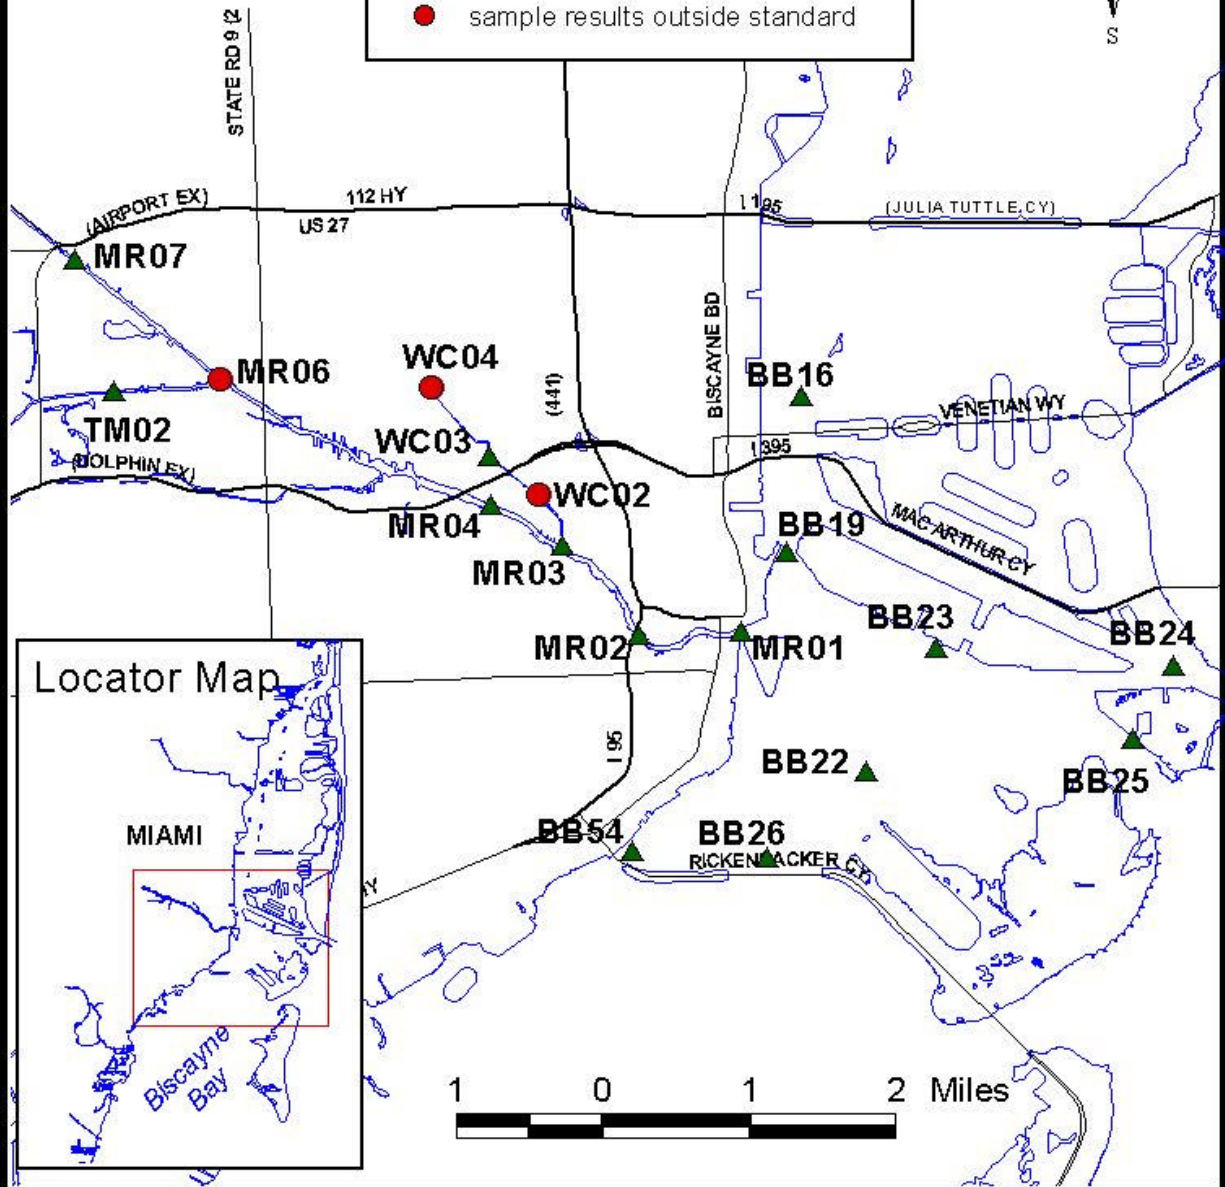 sample results outside standard
S
STATE RD 9 (2
(AIRPORT EX)
112 HY
US 27
I 195
(JULIA TUTTLE CY)
MR07
BISCAYNE BD
WC04
MR06
BB16
(441)
VENETIAN WY
TM02
WC03
(DOLPHIN EX)
I 395
WC02
MR04
BB19
MAC ARTHUR CY
MR03
BB23
BB24
MR02
MR01
Locator Map
I 95
BB22
BB25
MIAMI
BB54
BB26
RICKENBACKER CY
Biscayne
Bay
1 0 1 2 Miles